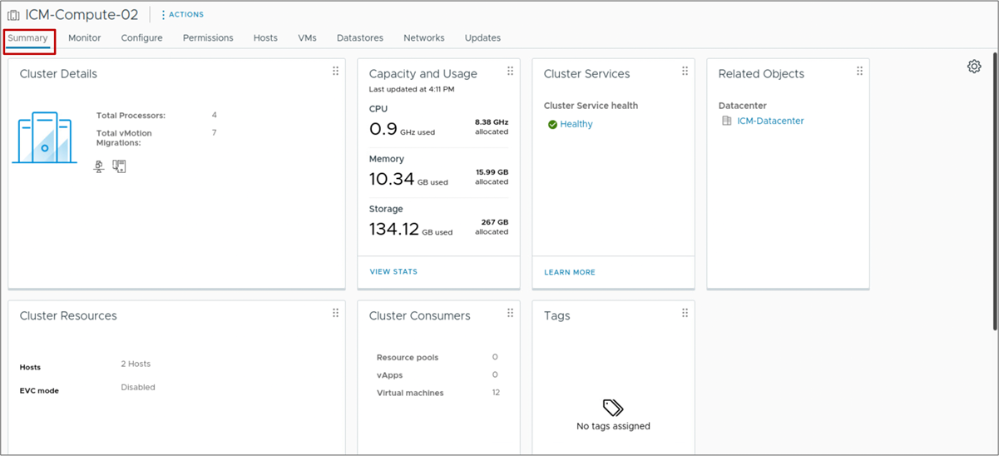 ICM-Compute-02
ACTIONS
Summary Monitor Configure Permissions Hosts VMs Datastores Networks Updates
Cluster Details
Total Processors: 4
Total vMotion 7
Migrations:
Capacity and Usage
Last updated at 4:11 PM
CPU
0.9 GHz used 8.38 GHz
allocated
Memory
10.34 GB used 15.99 GB
allocated
Storage
134.12 GB used 267 GB
allocated
VIEW STATS
Cluster Services
Cluster Service health
Healthy
LEARN MORE
Related Objects
Datacenter
ICM-Datacenter
Cluster Resources
Hosts 2 Hosts
EVC mode Disabled
Cluster Consumers
Resource pools 0
vApps 0
Virtual machines 12
Tags
No tags assigned